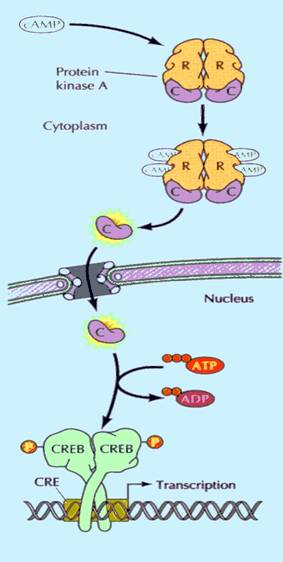 cAMP
R R
Protein
kinase A
C C
Cytoplasm
cAMP cAMP
R R
cAMP cAMP
C C
C
Nucleus
C
ATP
ADP
P P
CREB CREB
CRE
Transcription